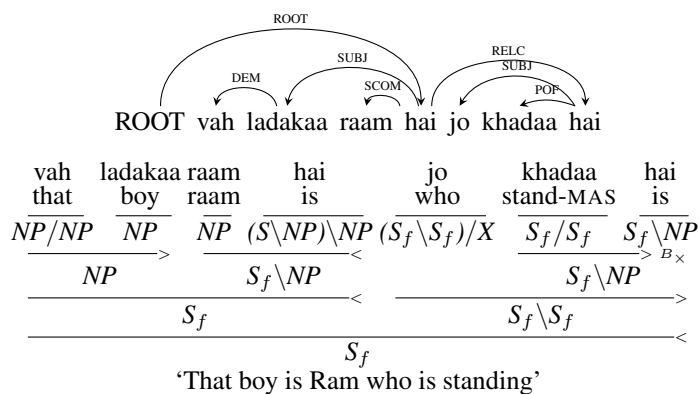 ROOT
RELC
SUBJ SUBJ
DEM SCOM POF
ROOT vah ladakaa raam hai jo khadaa hai
vah ladakaa raam hai jo khadaa hai
that boy raam is who stand-MAS is
NP/NP NP NP (S\NP)\NP (S_f\S_f)/X S_f/S_f S_f\NP
> < > B_×
NP S_f\NP S_f\NP
< >
S_f S_f\S_f
<
S_f
‘That boy is Ram who is standing’